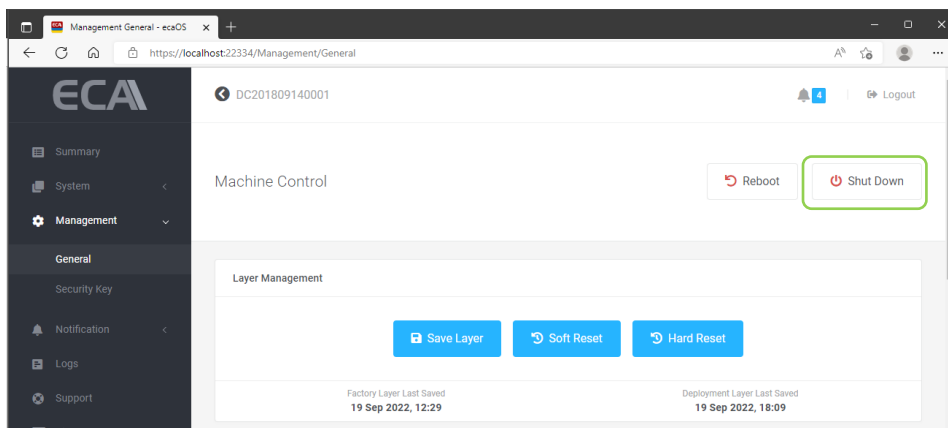 Management General - ecaOS
https://localhost:22334/Management/General
ECA
DC201809140001
4
Logout
Summary
System
Machine Control
Reboot
Shut Down
Management
General
Layer Management
Security Key
Save Layer
Soft Reset
Hard Reset
Notification
Logs
Factory Layer Last Saved
Deployment Layer Last Saved
Support
19 Sep 2022, 12:29
19 Sep 2022, 18:09